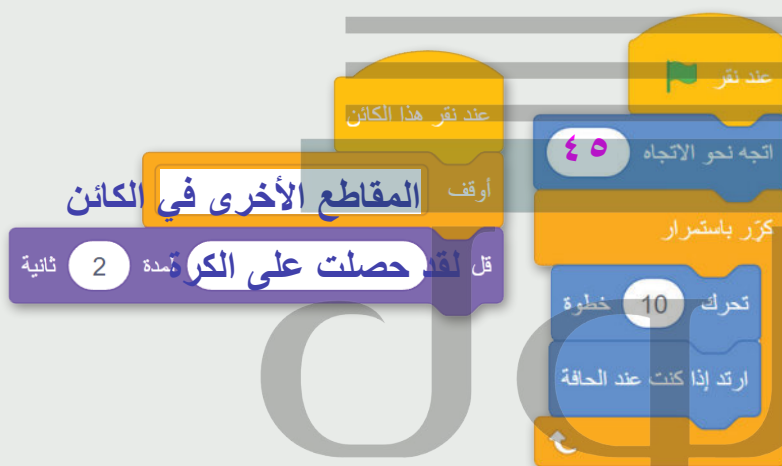 عند نقر
اتجه نحو الاتجاه ٤٥
كرّر باستمرار
تحرك 10 خطوة
ارتد إذا كنت عند الحافة
عند نقر هذا الكائن
أوقف المقاطع الأخرى في الكائن
قل لقد حصلت على الكرة لمدة 2 ثانية